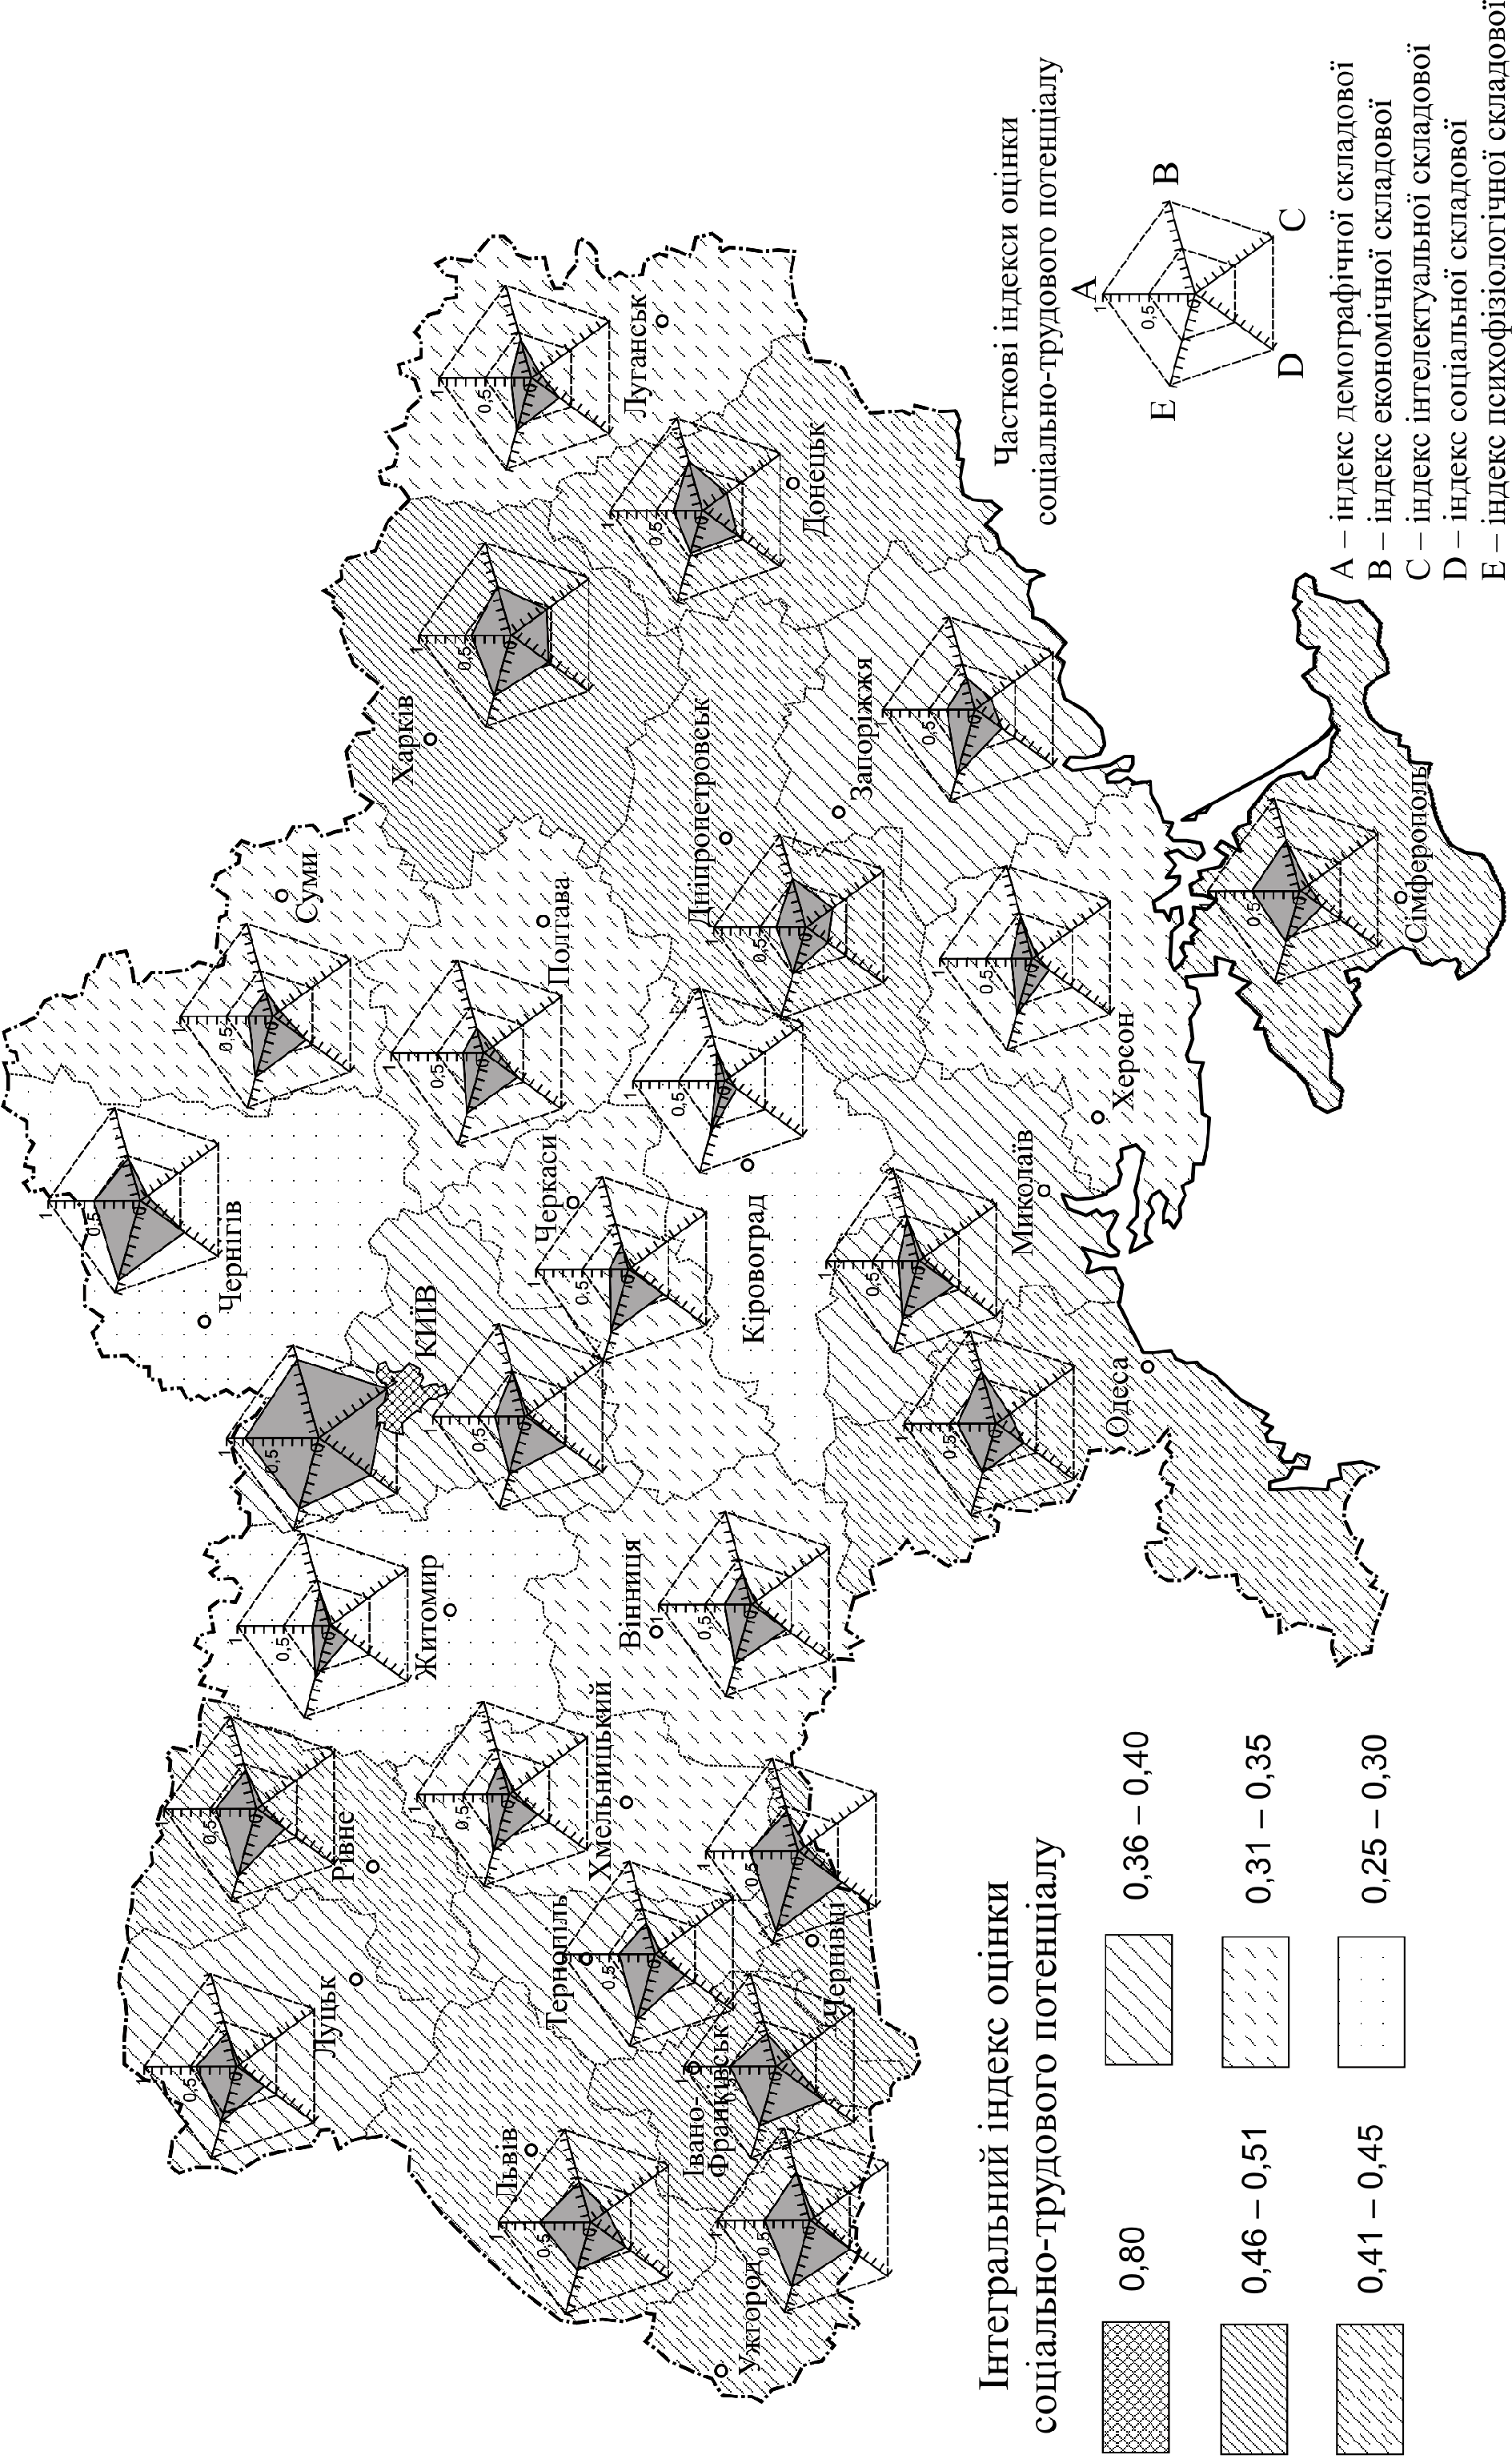 Чернігів
Суми
Харків
Луганськ
Донецьк
Полтава
Дніпропетровськ
Запоріжжя
Черкаси
КИЇВ
Житомир
Рівне
Луцьк
Львів
Тернопіль
Хмельницький
Вінниця
Кіровоград
Миколаїв
Херсон
Одеса
Сімферополь
Івано-
Франківськ
Чернівці
Ужгород
Інтегральний індекс оцінки
соціально-трудового потенціалу
0,80
0,46 – 0,51
0,41 – 0,45
0,36 – 0,40
0,31 – 0,35
0,25 – 0,30
Часткові індекси оцінки
соціально-трудового потенціалу
A
B
C
D
E
1
0,5
0
A – індекс демографічної складової
B – індекс економічної складової
C – індекс інтелектуальної складової
D – індекс соціальної складової
E – індекс психофізіологічної складової